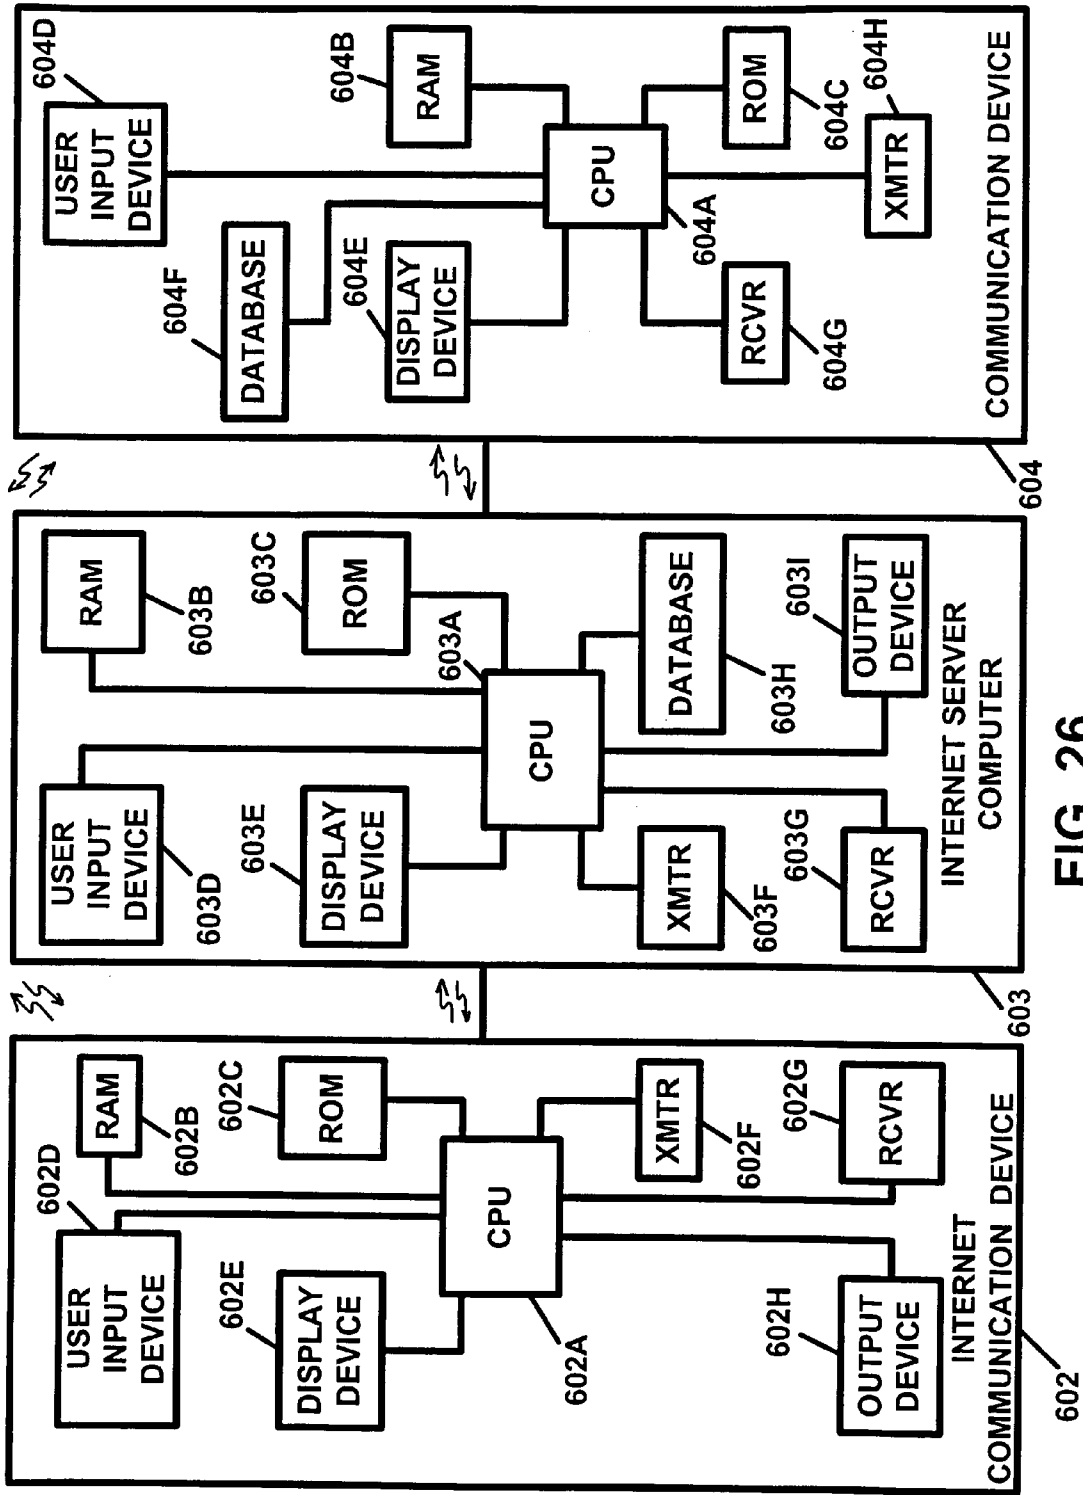 602D
USER
INPUT
DEVICE
RAM
602B
602C
ROM
602E
DISPLAY
DEVICE
CPU
602A
XMTR
602F
602G
RCVR
602H
OUTPUT
DEVICE
INTERNET
COMMUNICATION DEVICE
602
USER
INPUT
DEVICE
603D
RAM
603B
603C
ROM
603E
DISPLAY
DEVICE
603A
CPU
XMTR
603F
DATABASE
603H
603G
RCVR
603I
OUTPUT
DEVICE
INTERNET SERVER
COMPUTER
603
604D
USER
INPUT
DEVICE
604F
DATABASE
604B
RAM
604E
DISPLAY
DEVICE
CPU
604A
ROM
604C
RCVR
604G
604H
XMTR
COMMUNICATION DEVICE
604
FIG. 26